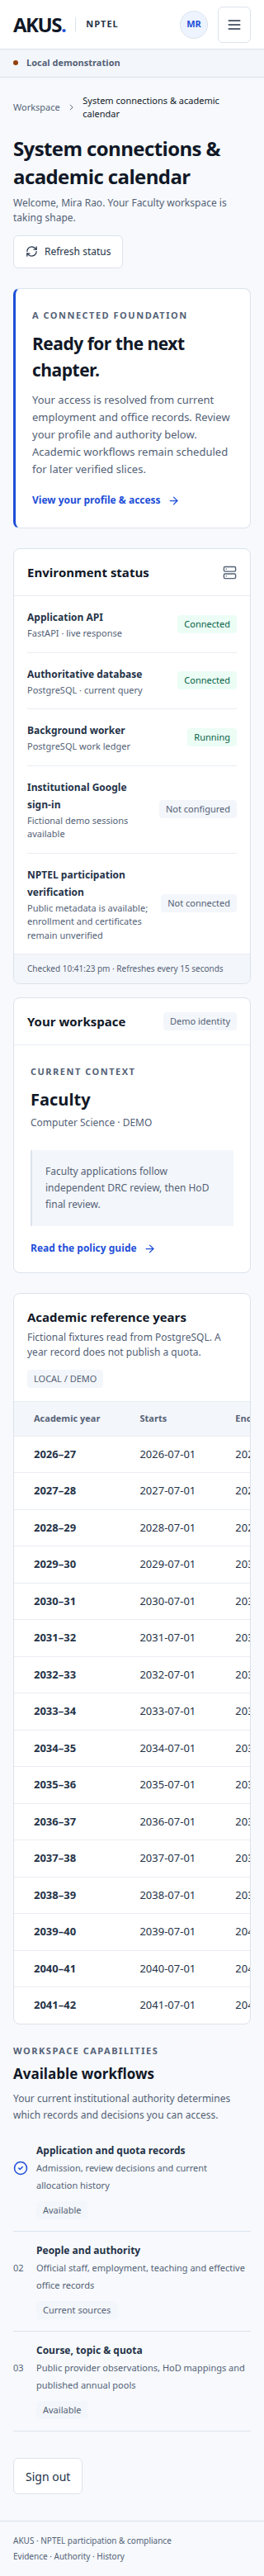 AKUS. NPTEL MR
Local demonstration
Workspace > System connections & academic
calendar
System connections &
academic calendar
Welcome, Mira Rao. Your Faculty workspace is
taking shape.
Refresh status
A CONNECTED FOUNDATION
Ready for the next
chapter.
Your access is resolved from current
employment and office records. Review
your profile and authority below.
Academic workflows remain scheduled
for later verified slices.
View your profile & access →
Environment status
Application API
FastAPI · live response
Connected
Authoritative database
PostgreSQL · current query
Connected
Background worker
PostgreSQL work ledger
Running
Institutional Google
sign-in
Fictional demo sessions
available
Not configured
NPTEL participation
verification
Public metadata is available;
enrollment and certificates
remain unverified
Not connected
Checked 10:41:23 pm · Refreshes every 15 seconds
Your workspace
Demo identity
CURRENT CONTEXT
Faculty
Computer Science · DEMO
Faculty applications follow
independent DRC review, then HoD
final review.
Read the policy guide →
Academic reference years
Fictional fixtures read from PostgreSQL. A
year record does not publish a quota.
LOCAL / DEMO
Academic year Starts
2026–27 2026-07-01
2027–28 2027-07-01
2028–29 2028-07-01
2029–30 2029-07-01
2030–31 2030-07-01
2031–32 2031-07-01
2032–33 2032-07-01
2033–34 2033-07-01
2034–35 2034-07-01
2035–36 2035-07-01
2036–37 2036-07-01
2037–38 2037-07-01
2038–39 2038-07-01
2039–40 2039-07-01
2040–41 2040-07-01
2041–42 2041-07-01
WORKSPACE CAPABILITIES
Available workflows
Your current institutional authority determines
which records and decisions you can access.
Application and quota records
Admission, review decisions and current
allocation history
Available
People and authority
02 Official staff, employment, teaching and effective
office records
Current sources
Course, topic & quota
03 Public provider observations, HoD mappings and
published annual pools
Available
Sign out
AKUS · NPTEL participation & compliance
Evidence · Authority · History